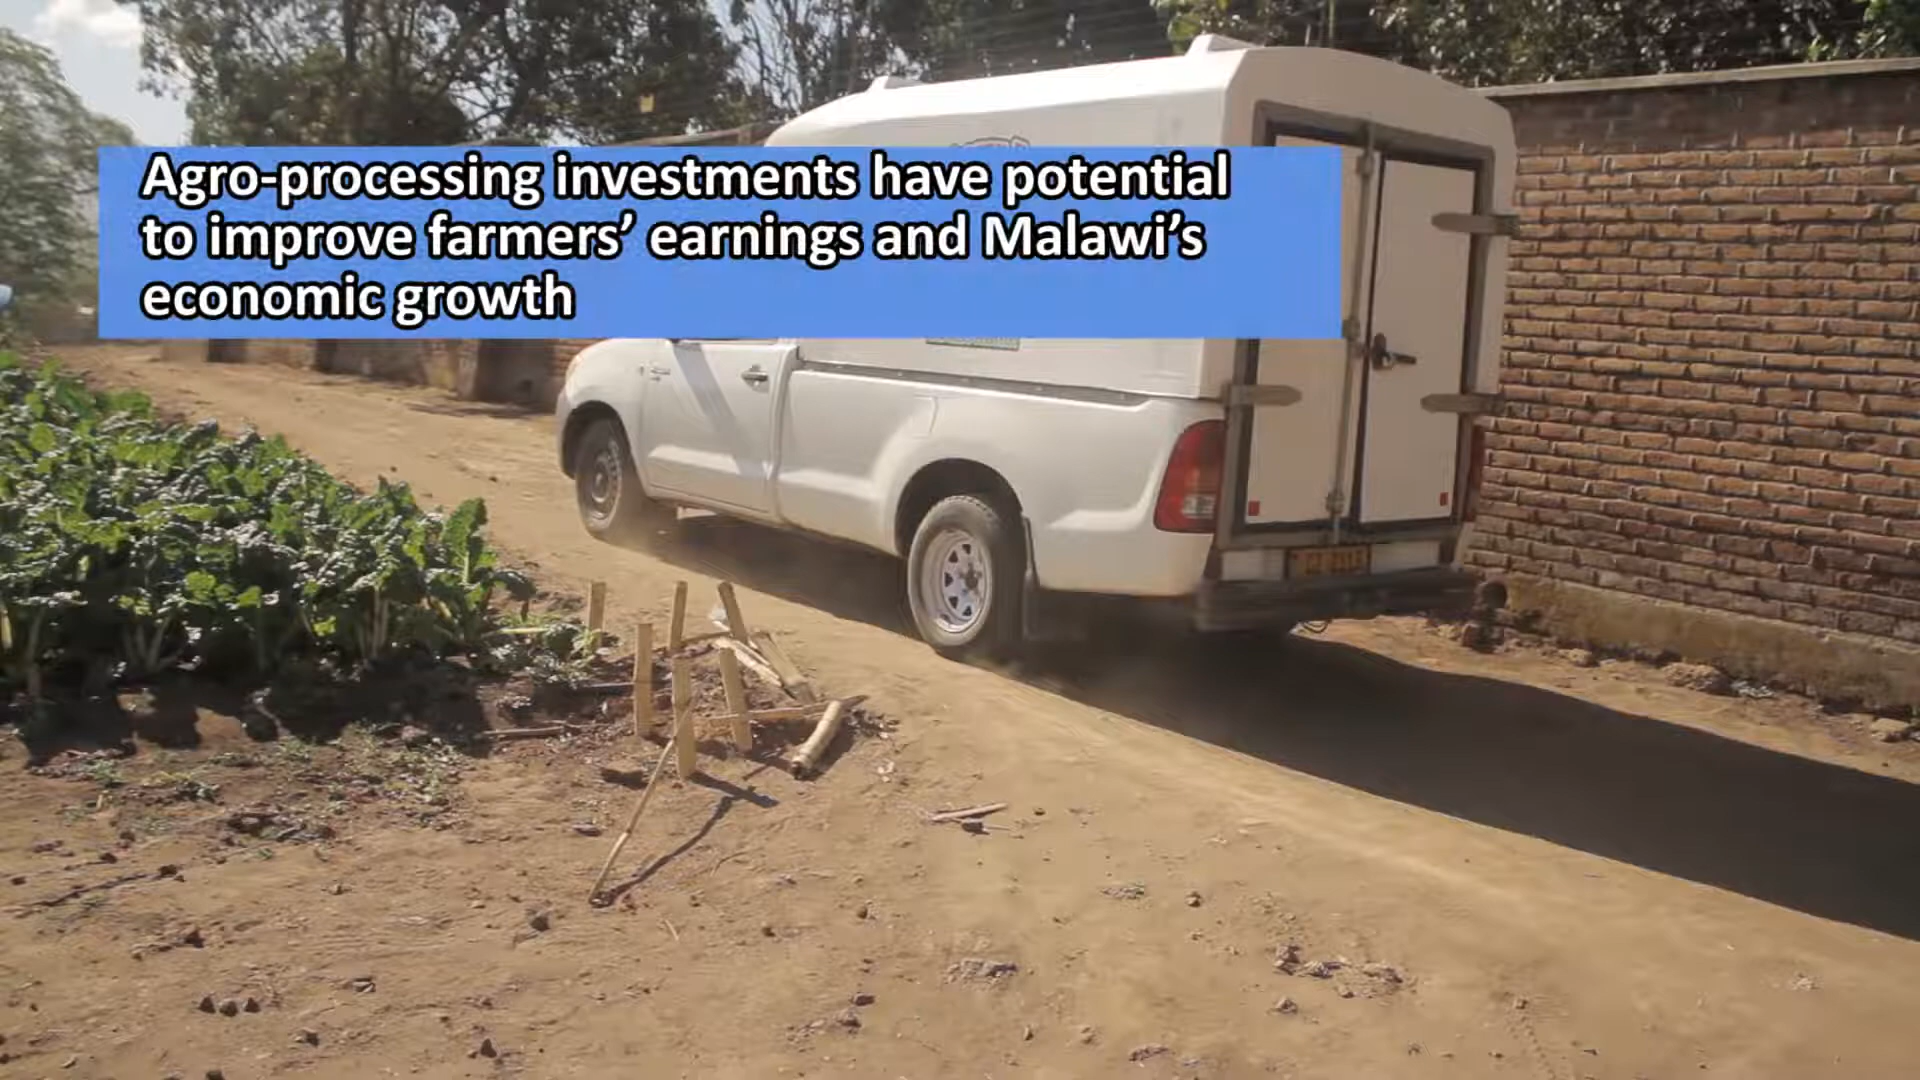 Agro-processing investments have potential
to improve farmers’ earnings and Malawi’s
economic growth